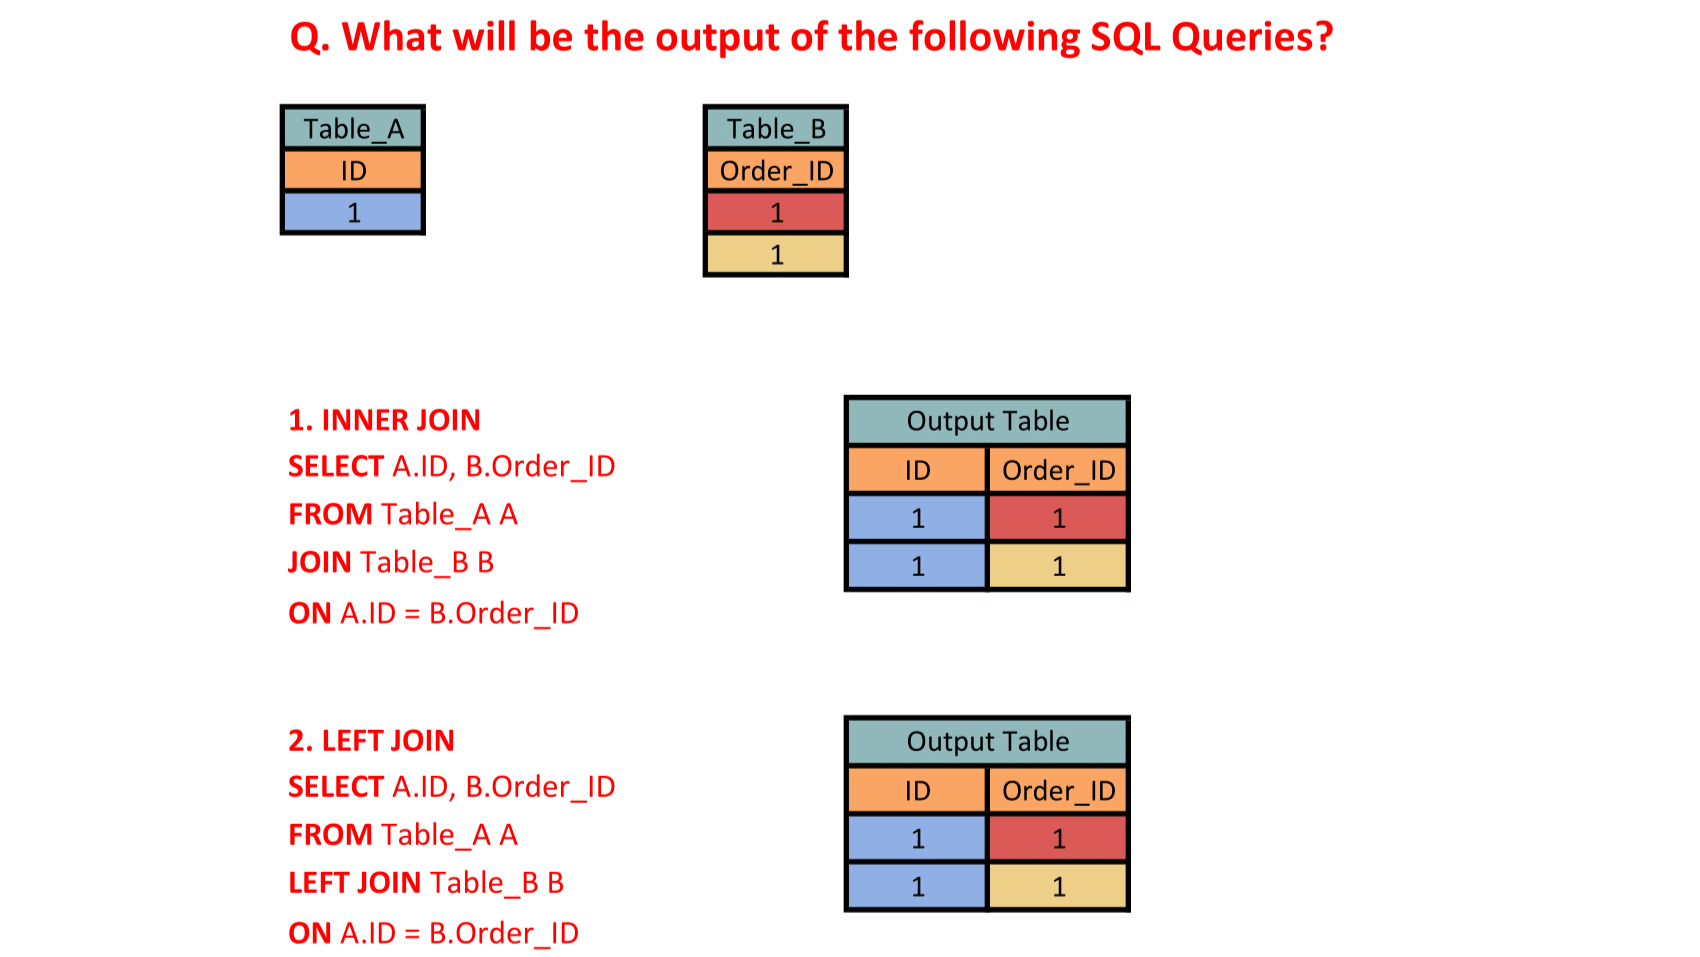 Q. What will be the output of the following SQL Queries?
Table_A
ID
1
Table_B
Order_ID
1
1
1. INNER JOIN
SELECT A.ID, B.Order_ID
FROM Table_A A
JOIN Table_B B
ON A.ID = B.Order_ID
Output Table
ID Order_ID
1 1
1 1
2. LEFT JOIN
SELECT A.ID, B.Order_ID
FROM Table_A A
LEFT JOIN Table_B B
ON A.ID = B.Order_ID
Output Table
ID Order_ID
1 1
1 1